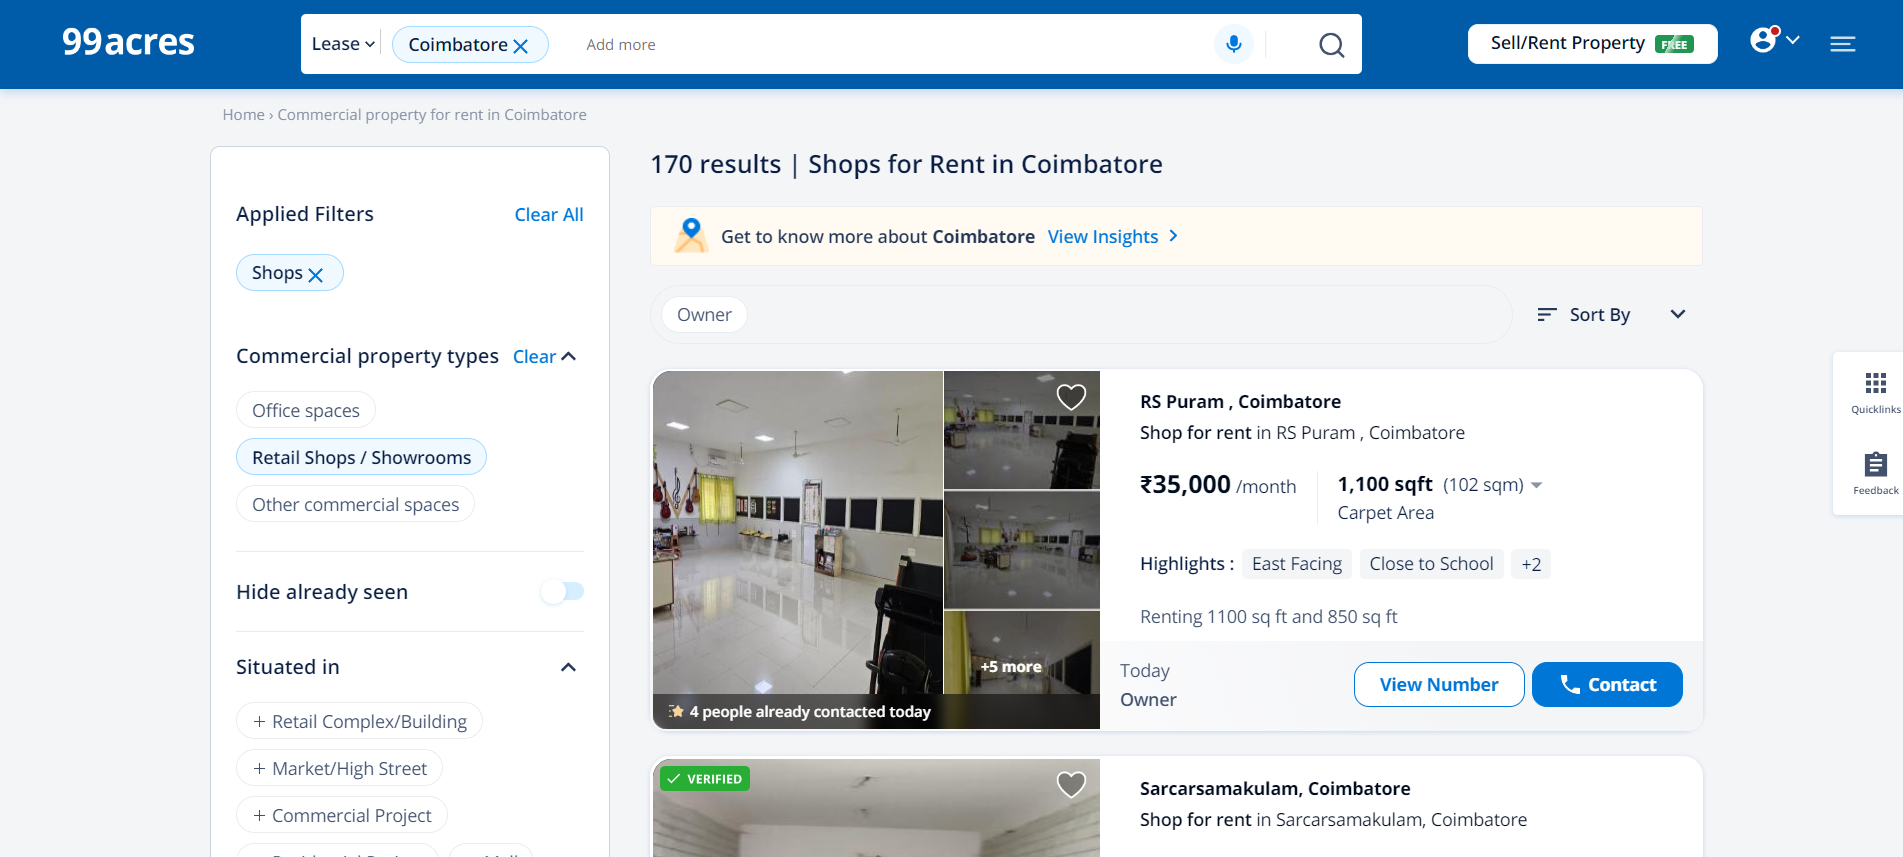 99acres
Lease
Coimbatore
Add more
Sell/Rent Property FREE
Home › Commercial property for rent in Coimbatore
Applied Filters
Clear All
Shops
Commercial property types Clear
Office spaces
Retail Shops / Showrooms
Other commercial spaces
Hide already seen
Situated in
+ Retail Complex/Building
+ Market/High Street
+ Commercial Project
170 results | Shops for Rent in Coimbatore
Get to know more about Coimbatore View Insights
Owner
Sort By
+5 more
4 people already contacted today
RS Puram , Coimbatore
Shop for rent in RS Puram , Coimbatore
₹35,000 /month
1,100 sqft (102 sqm)
Carpet Area
Highlights : East Facing Close to School +2
Renting 1100 sq ft and 850 sq ft
Today
Owner
View Number
Contact
VERIFIED
Sarcarsamakulam, Coimbatore
Shop for rent in Sarcarsamakulam, Coimbatore
Quicklinks
Feedback